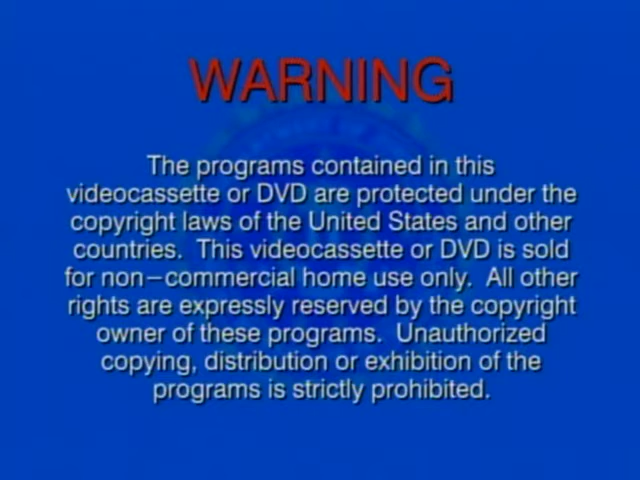 WARNING
The programs contained in this
videocassette or DVD are protected under the
copyright laws of the United States and other
countries.  This videocassette or DVD is sold
for non–commercial home use only.  All other
rights are expressly reserved by the copyright
owner of these programs.  Unauthorized
copying, distribution or exhibition of the
programs is strictly prohibited.